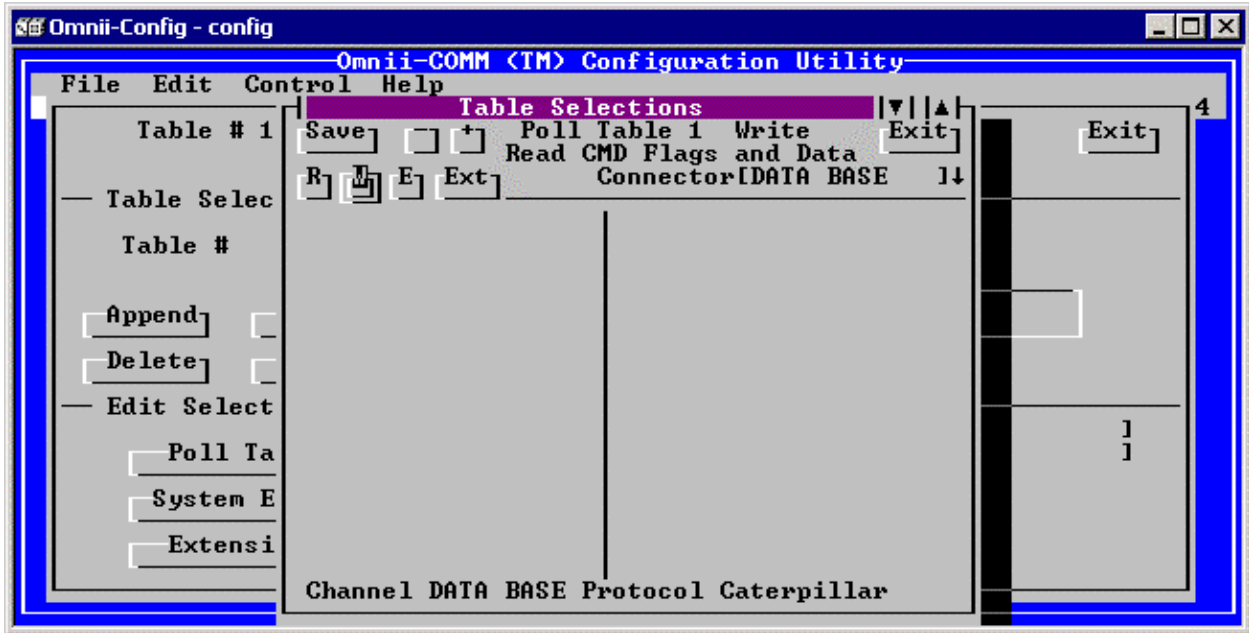 Omnii-Config - config
Omnii-COMM (TM) Configuration Utility
File Edit Control Help
Table Selections
4
Table # 1
Save - + Poll Table 1 Write Exit
Exit
Read CMD Flags and Data
R W E Ext Connector[DATA BASE ]↓
Table Selec
Table #
Append
Delete
Edit Select
]
Poll Ta
]
System E
Extensi
Channel DATA BASE Protocol Caterpillar